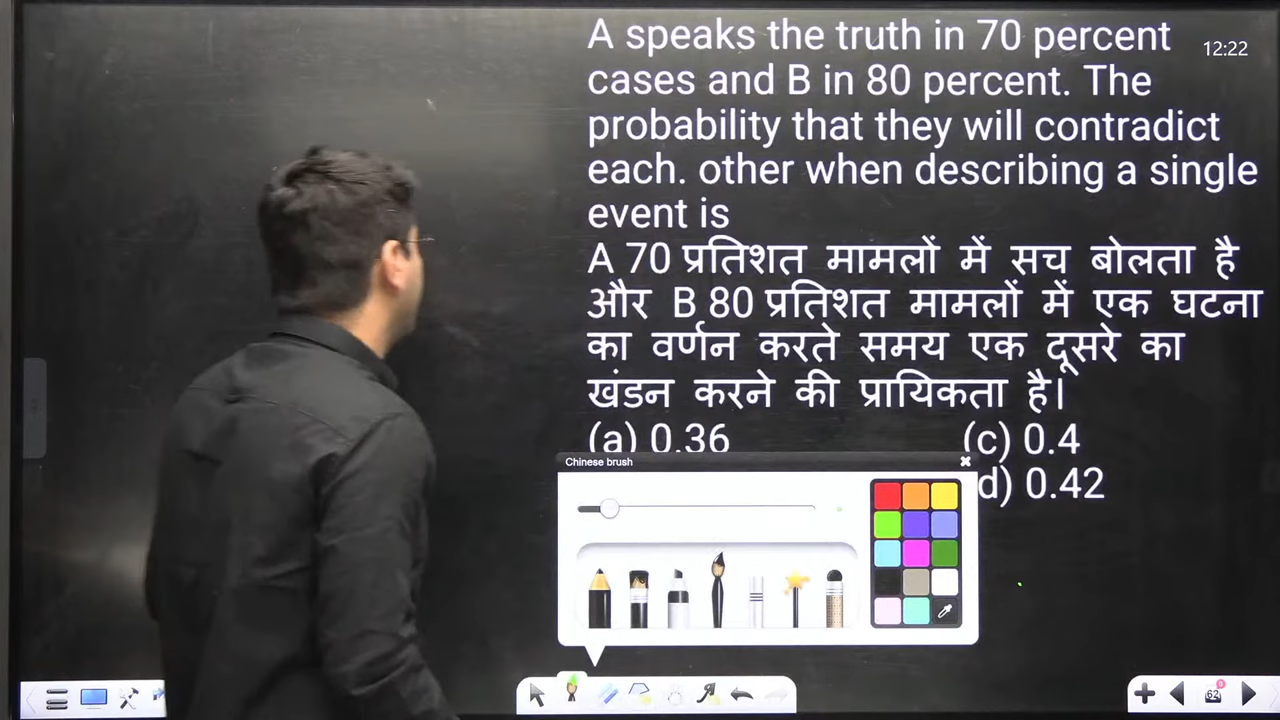 A speaks the truth in 70 percent
12:22
cases and B in 80 percent. The
probability that they will contradict
each. other when describing a single
event is
A 70 प्रतिशत मामलों में सच बोलता है
और B 80 प्रतिशत मामलों में एक घटना
का वर्णन करते समय एक दूसरे का
खंडन करने की प्रायिकता है।
(a) 0.36 (c) 0.4
d) 0.42
Chinese brush
62